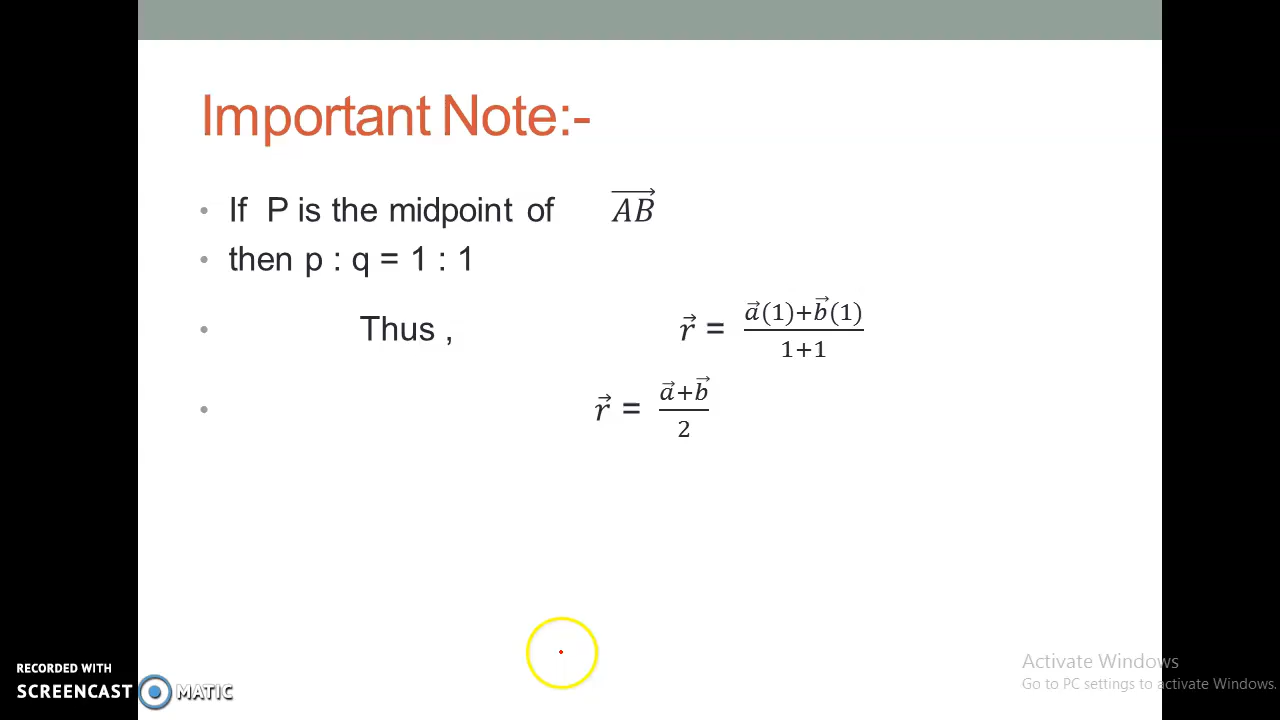 Important Note:-
• If P is the midpoint of $\overrightarrow{AB}$
• then p : q = 1 : 1
• Thus , $\vec{r} = \frac{\vec{a}(1)+\vec{b}(1)}{1+1}$
• $\vec{r} = \frac{\vec{a}+\vec{b}}{2}$
Activate Windows
Go to PC settings to activate Windows.
RECORDED WITH
SCREENCAST MATIC